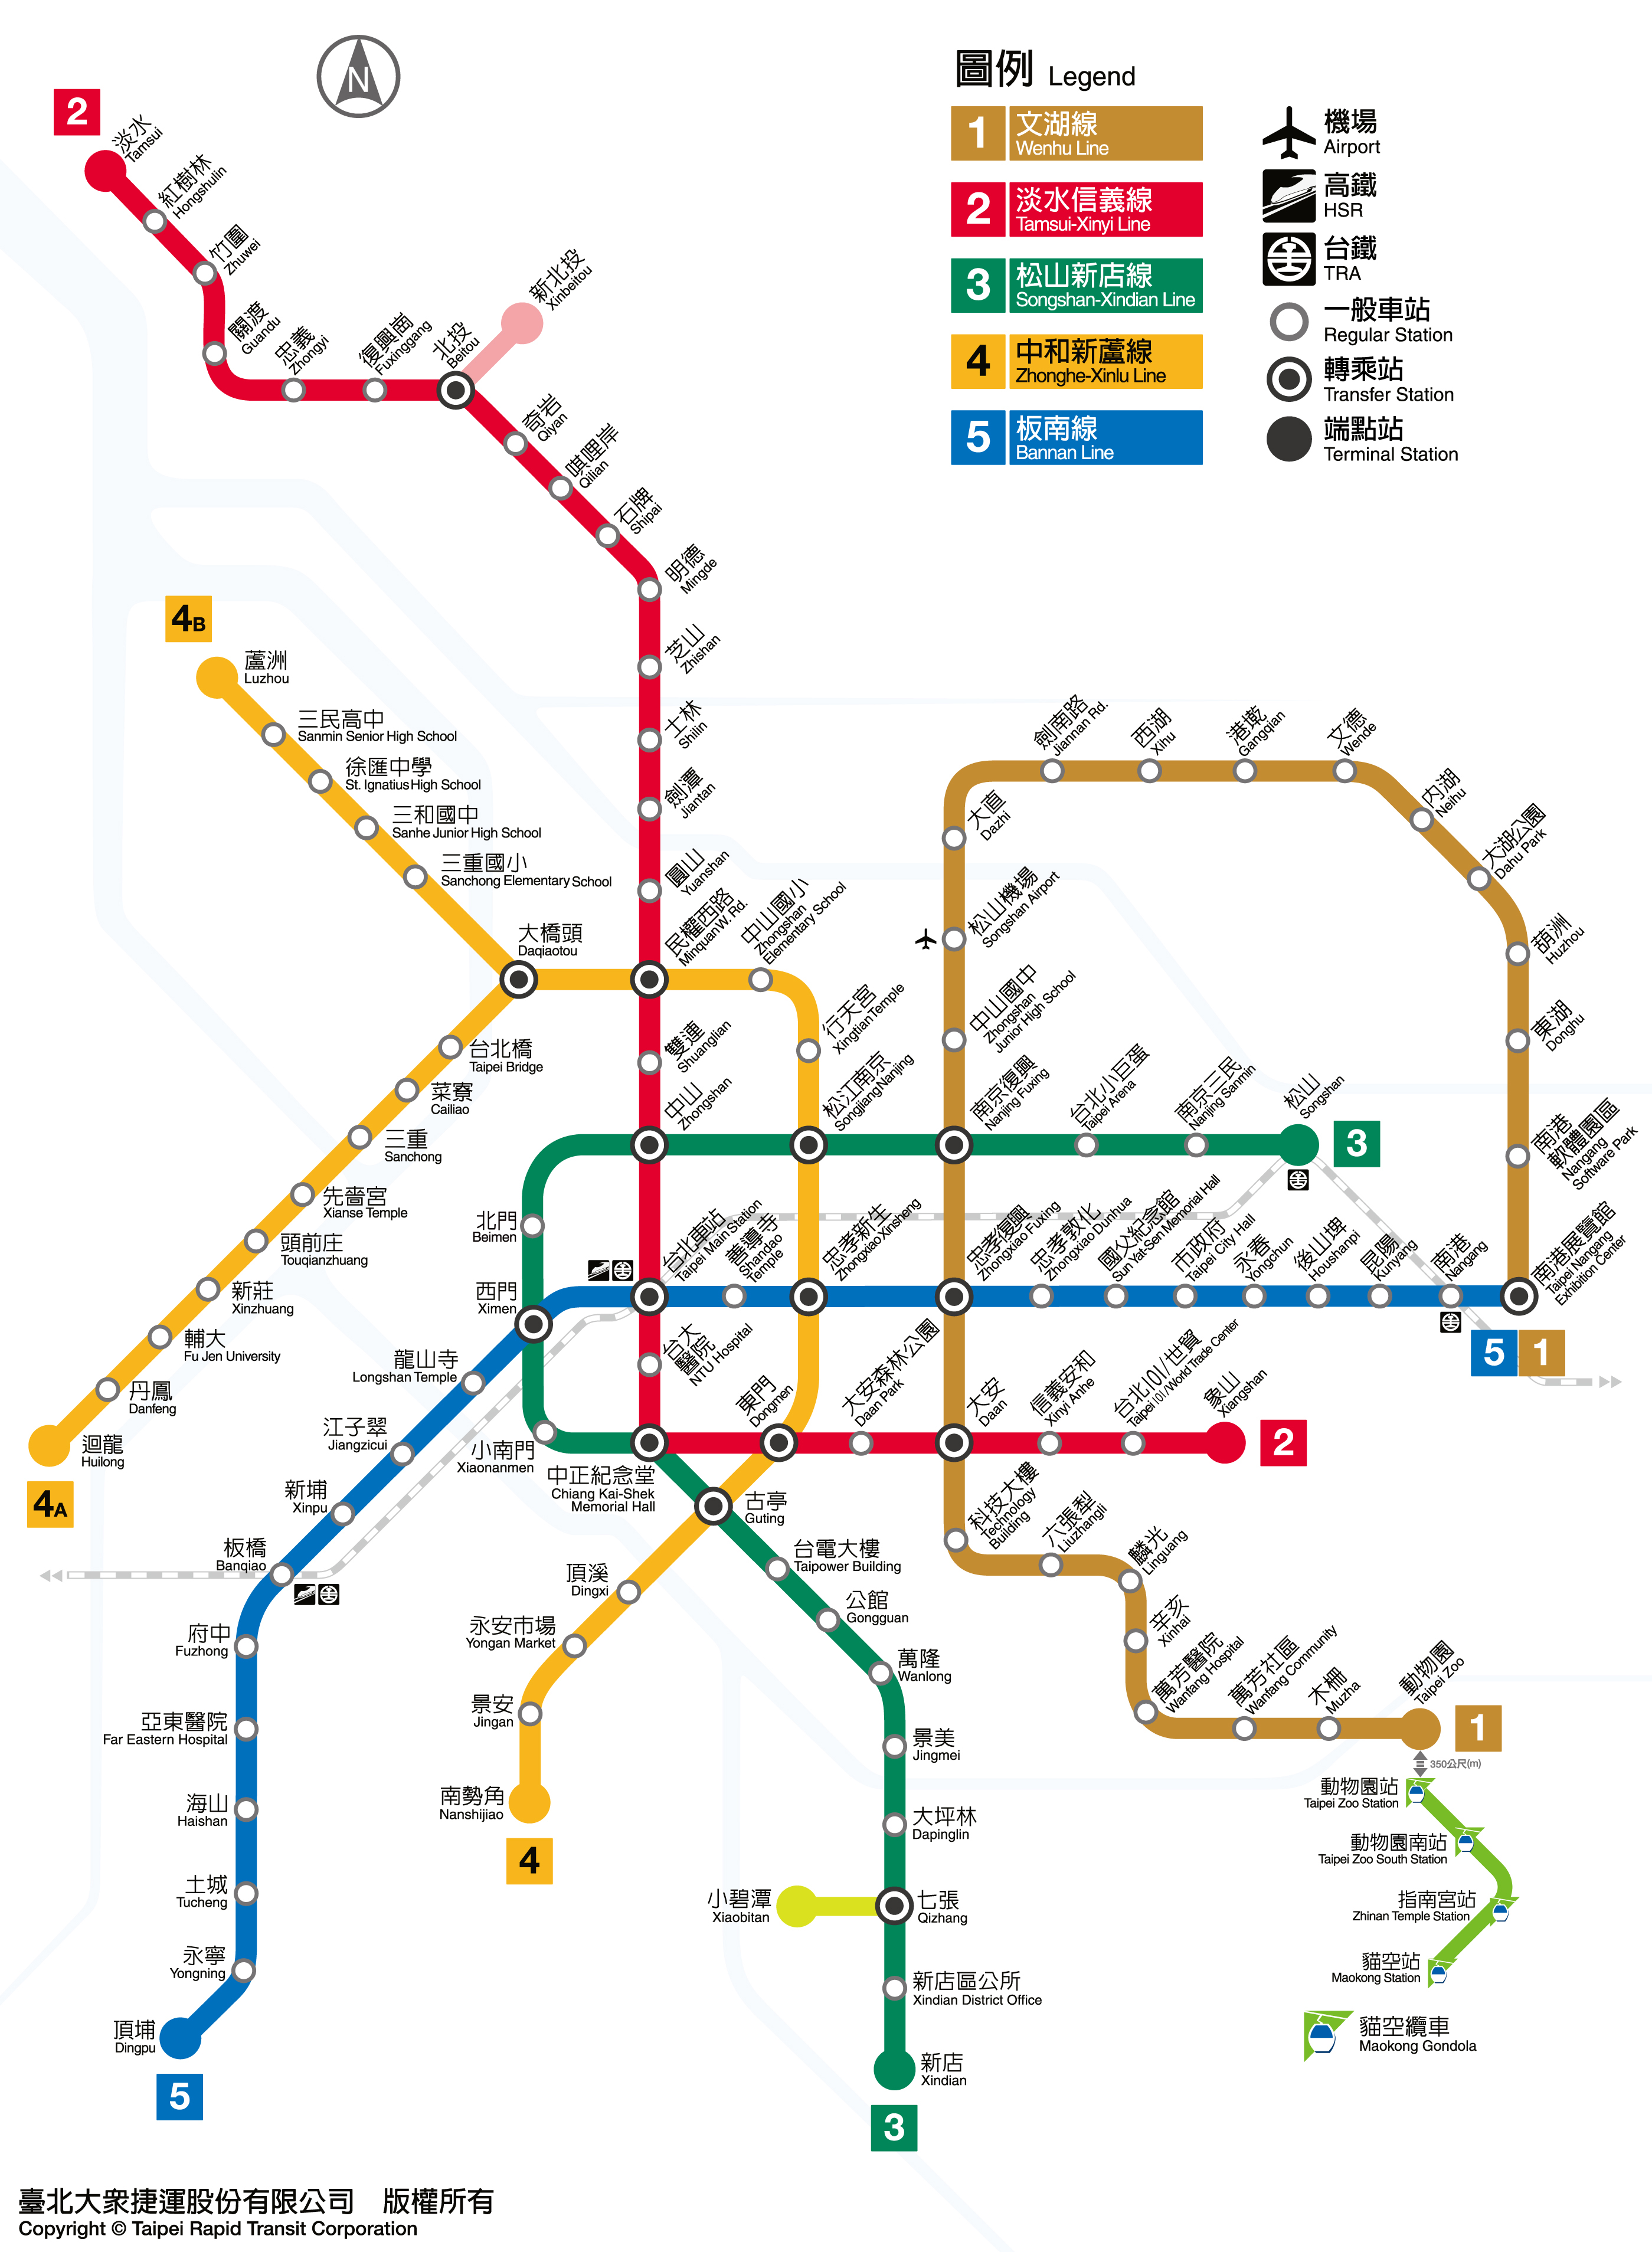 N
圖例 Legend
1 文湖線
Wenhu Line
2 淡水信義線
Tamsui-Xinyi Line
3 松山新店線
Songshan-Xindian Line
4 中和新蘆線
Zhonghe-Xinlu Line
5 板南線
Bannan Line
機場
Airport
高鐵
HSR
台鐵
TRA
一般車站
Regular Station
轉乘站
Transfer Station
端點站
Terminal Station
2
淡水
Tamsui
紅樹林
Hongshulin
竹圍
Zhuwei
關渡
Guandu
忠義
Zhongyi
復興崗
Fuxinggang
北投
Beitou
新北投
Xinbeitou
奇岩
Qiyan
唭哩岸
Qilian
石牌
Shipai
明德
Mingde
芝山
Zhishan
士林
Shilin
劍潭
Jiantan
圓山
Yuanshan
民權西路
Minquan W. Rd.
雙連
Shuanglian
中山
Zhongshan
台北車站
Taipei Main Station
台大
醫院
NTU Hospital
中正紀念堂
Chiang Kai-Shek
Memorial Hall
東門
Dongmen
大安森林公園
Daan Park
大安
Daan
信義安和
Xinyi Anhe
台北101/世貿
Taipei 101/World Trade Center
象山
Xiangshan
2
4B
蘆洲
Luzhou
三民高中
Sanmin Senior High School
徐匯中學
St. Ignatius High School
三和國中
Sanhe Junior High School
三重國小
Sanchong Elementary School
大橋頭
Daqiaotou
台北橋
Taipei Bridge
菜寮
Cailiao
三重
Sanchong
先嗇宮
Xianse Temple
頭前庄
Touqianzhuang
新莊
Xinzhuang
輔大
Fu Jen University
丹鳳
Danfeng
迴龍
Huilong
4A
中山國小
Zhongshan
Elementary School
行天宮
Xingtian Temple
松江南京
Songjiang Nanjing
忠孝新生
Zhongxiao Xinsheng
古亭
Guting
頂溪
Dingxi
永安市場
Yongan Market
景安
Jingan
南勢角
Nanshijiao
4
劍南路
Jiannan Rd.
西湖
Xihu
港墘
Gangqian
文德
Wende
內湖
Neihu
大湖公園
Dahu Park
葫洲
Huzhou
東湖
Donghu
南港
軟體園區
Nangang
Software Park
南港展覽館
Taipei Nangang
Exhibition Center
5 1
大直
Dazhi
松山機場
Songshan Airport
中山國中
Zhongshan
Junior High School
南京復興
Nanjing Fuxing
台北小巨蛋
Taipei Arena
南京三民
Nanjing Sanmin
松山
Songshan
3
北門
Beimen
西門
Ximen
小南門
Xiaonanmen
善導寺
Shandao
Temple
忠孝復興
Zhongxiao Fuxing
忠孝敦化
Zhongxiao Dunhua
國父紀念館
Sun Yat-Sen Memorial Hall
市政府
Taipei City Hall
永春
Yongchun
後山埤
Houshanpi
昆陽
Kunyang
南港
Nangang
龍山寺
Longshan Temple
江子翠
Jiangzicui
新埔
Xinpu
板橋
Banqiao
府中
Fuzhong
亞東醫院
Far Eastern Hospital
海山
Haishan
土城
Tucheng
永寧
Yongning
頂埔
Dingpu
5
科技大樓
Technology
Building
六張犁
Liuzhangli
麟光
Linguang
辛亥
Xinhai
萬芳醫院
Wanfang Hospital
萬芳社區
Wanfang Community
木柵
Muzha
動物園
Taipei Zoo
1
350公尺(m)
動物園站
Taipei Zoo Station
動物園南站
Taipei Zoo South Station
指南宮站
Zhinan Temple Station
貓空站
Maokong Station
貓空纜車
Maokong Gondola
台電大樓
Taipower Building
公館
Gongguan
萬隆
Wanlong
景美
Jingmei
大坪林
Dapinglin
小碧潭
Xiaobitan
七張
Qizhang
新店區公所
Xindian District Office
新店
Xindian
3
臺北大眾捷運股份有限公司 版權所有
Copyright © Taipei Rapid Transit Corporation